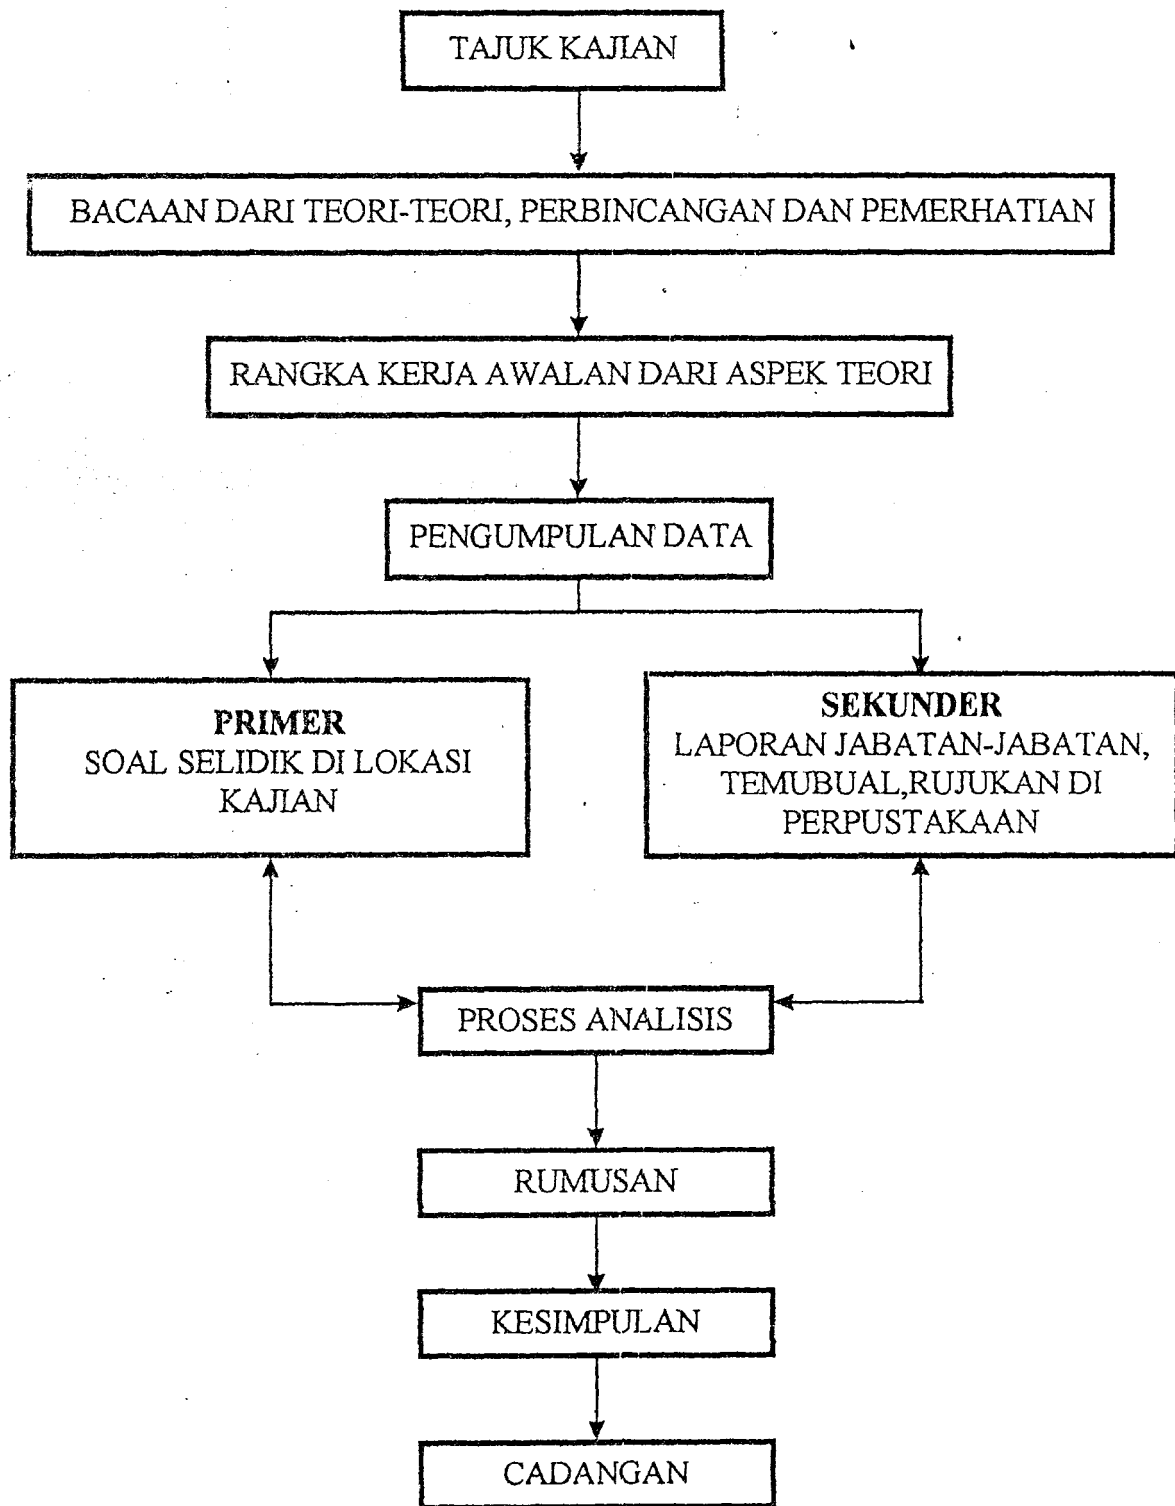 TAJUK KAJIAN
BACAAN DARI TEORI-TEORI, PERBINCANGAN DAN PEMERHATIAN
RANGKA KERJA AWALAN DARI ASPEK TEORI
PENGUMPULAN DATA
PRIMER
SOAL SELIDIK DI LOKASI
KAJIAN
SEKUNDER
LAPORAN JABATAN-JABATAN,
TEMUBUAL,RUJUKAN DI
PERPUSTAKAAN
PROSES ANALISIS
RUMUSAN
KESIMPULAN
CADANGAN